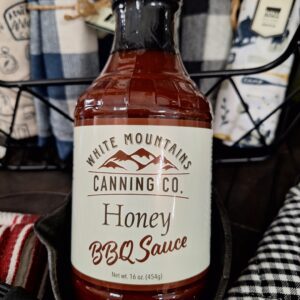 WHITE MOUNTAINS
CANNING CO.
Honey
BBQ Sauce
Net wt. 16 oz. (454g)